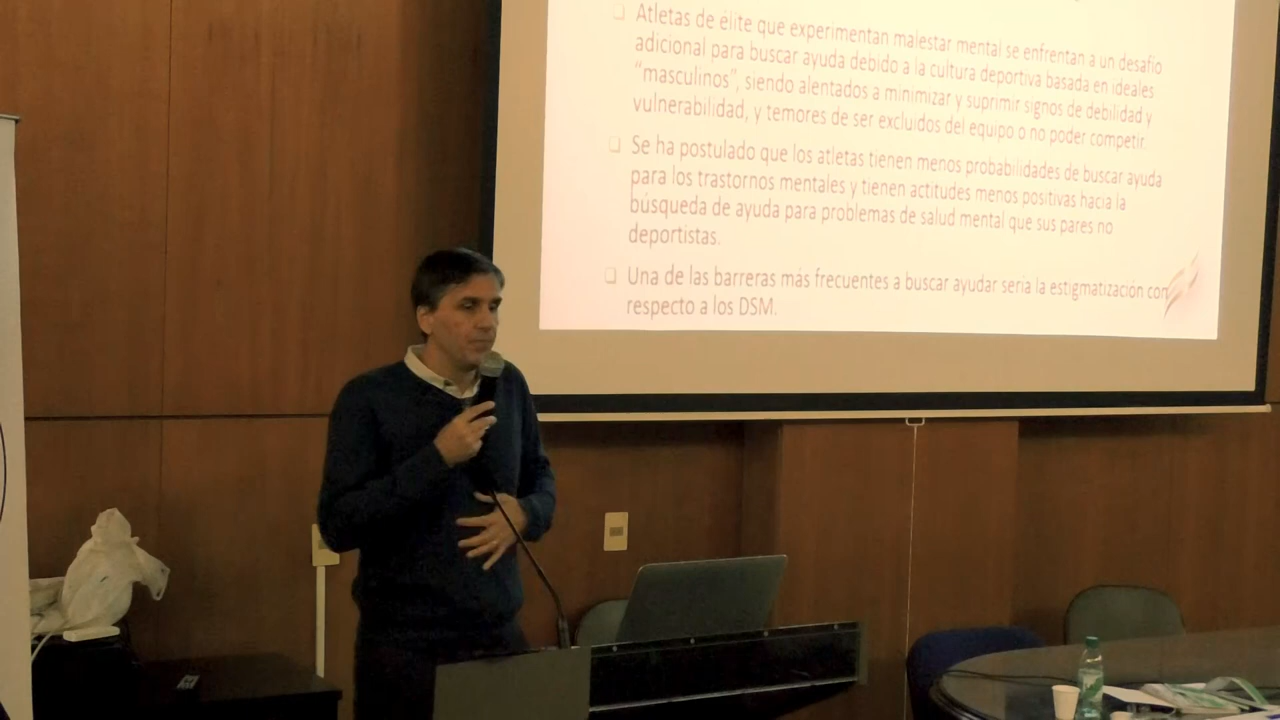 ❑ Atletas de élite que experimentan malestar mental se enfrentan a un desafío
adicional para buscar ayuda debido a la cultura deportiva basada en ideales
"masculinos", siendo alentados a minimizar y suprimir signos de debilidad y
vulnerabilidad, y temores de ser excluidos del equipo o no poder competir.
❑ Se ha postulado que los atletas tienen menos probabilidades de buscar ayuda
para los trastornos mentales y tienen actitudes menos positivas hacia la
búsqueda de ayuda para problemas de salud mental que sus pares no
deportistas.
❑ Una de las barreras más frecuentes a buscar ayudar seria la estigmatización con
respecto a los DSM.